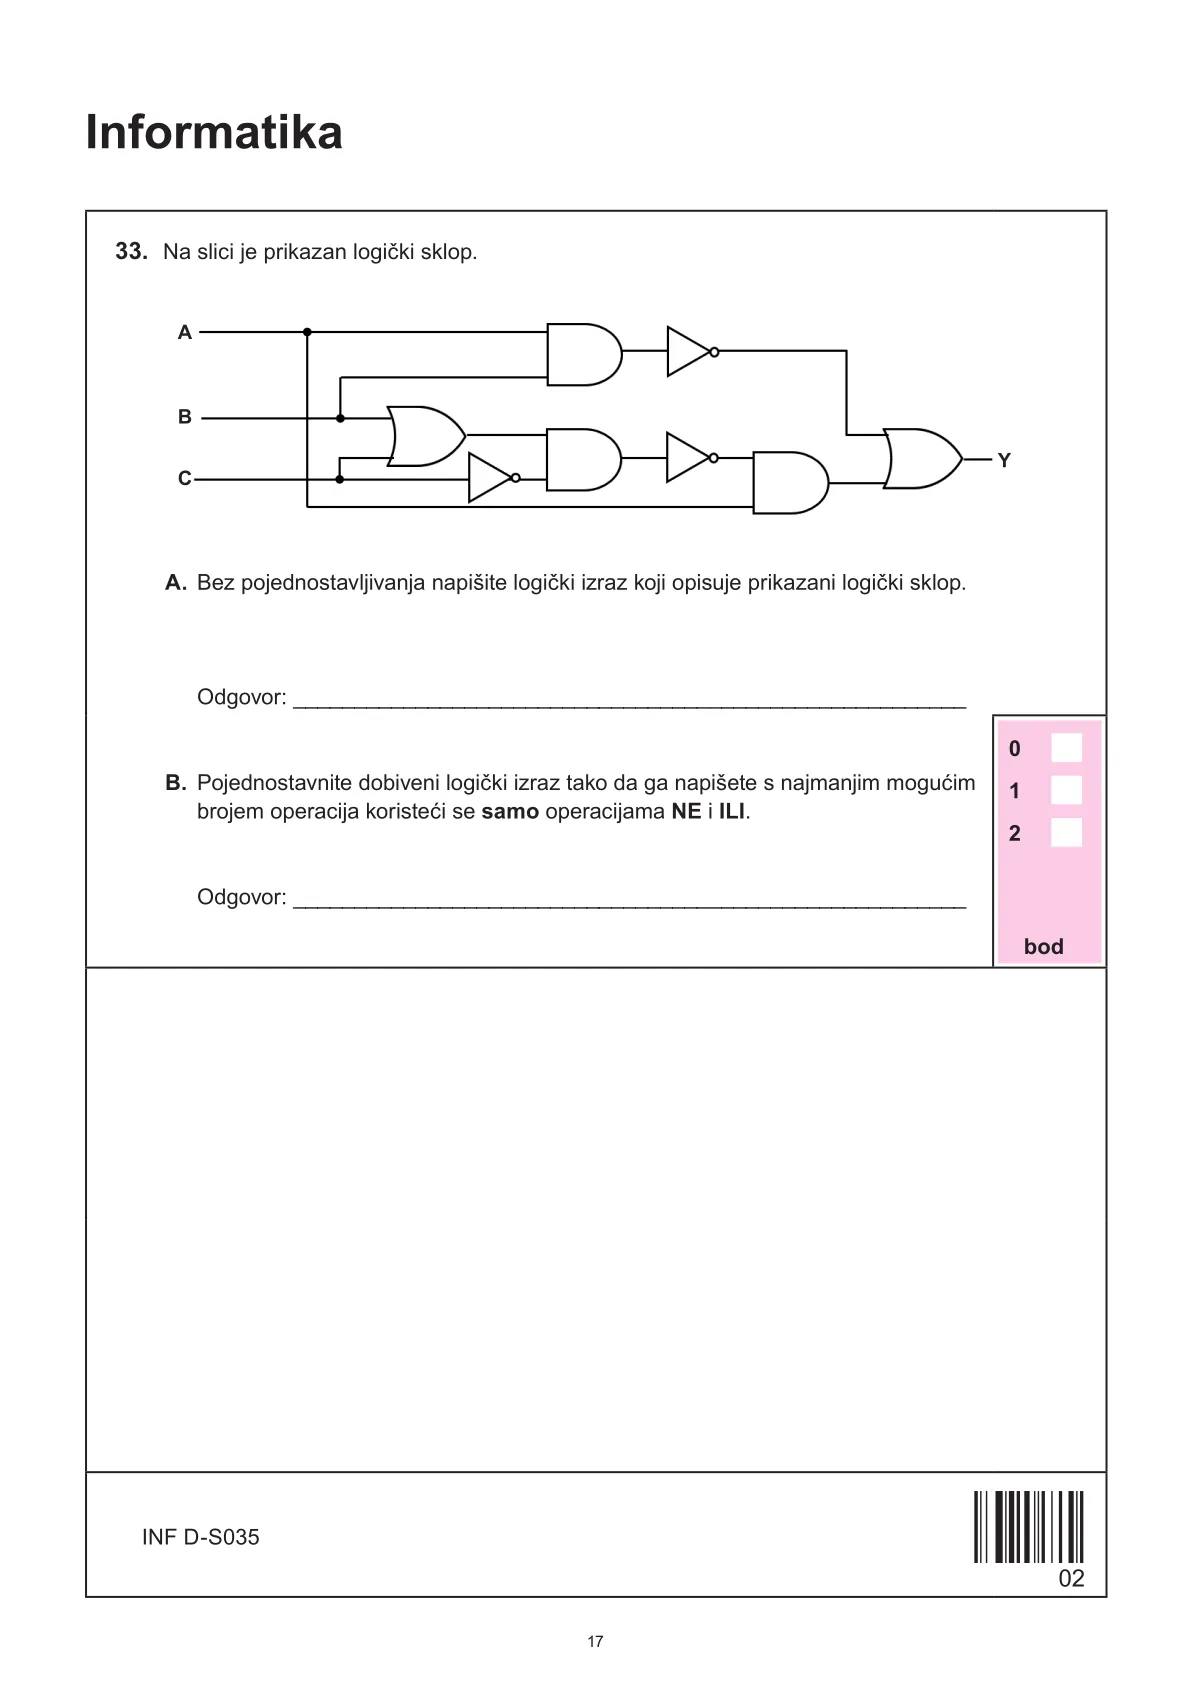 Informatika
33. Na slici je prikazan logički sklop.
A
B
C
Y
A. Bez pojednostavljivanja napišite logički izraz koji opisuje prikazani logički sklop.
Odgovor: ________________________________________________________
B. Pojednostavnite dobiveni logički izraz tako da ga napišete s najmanjim mogućim
brojem operacija koristeći se samo operacijama NE i ILI.
Odgovor: ________________________________________________________
0
1
2
bod
INF D-S035
02
17